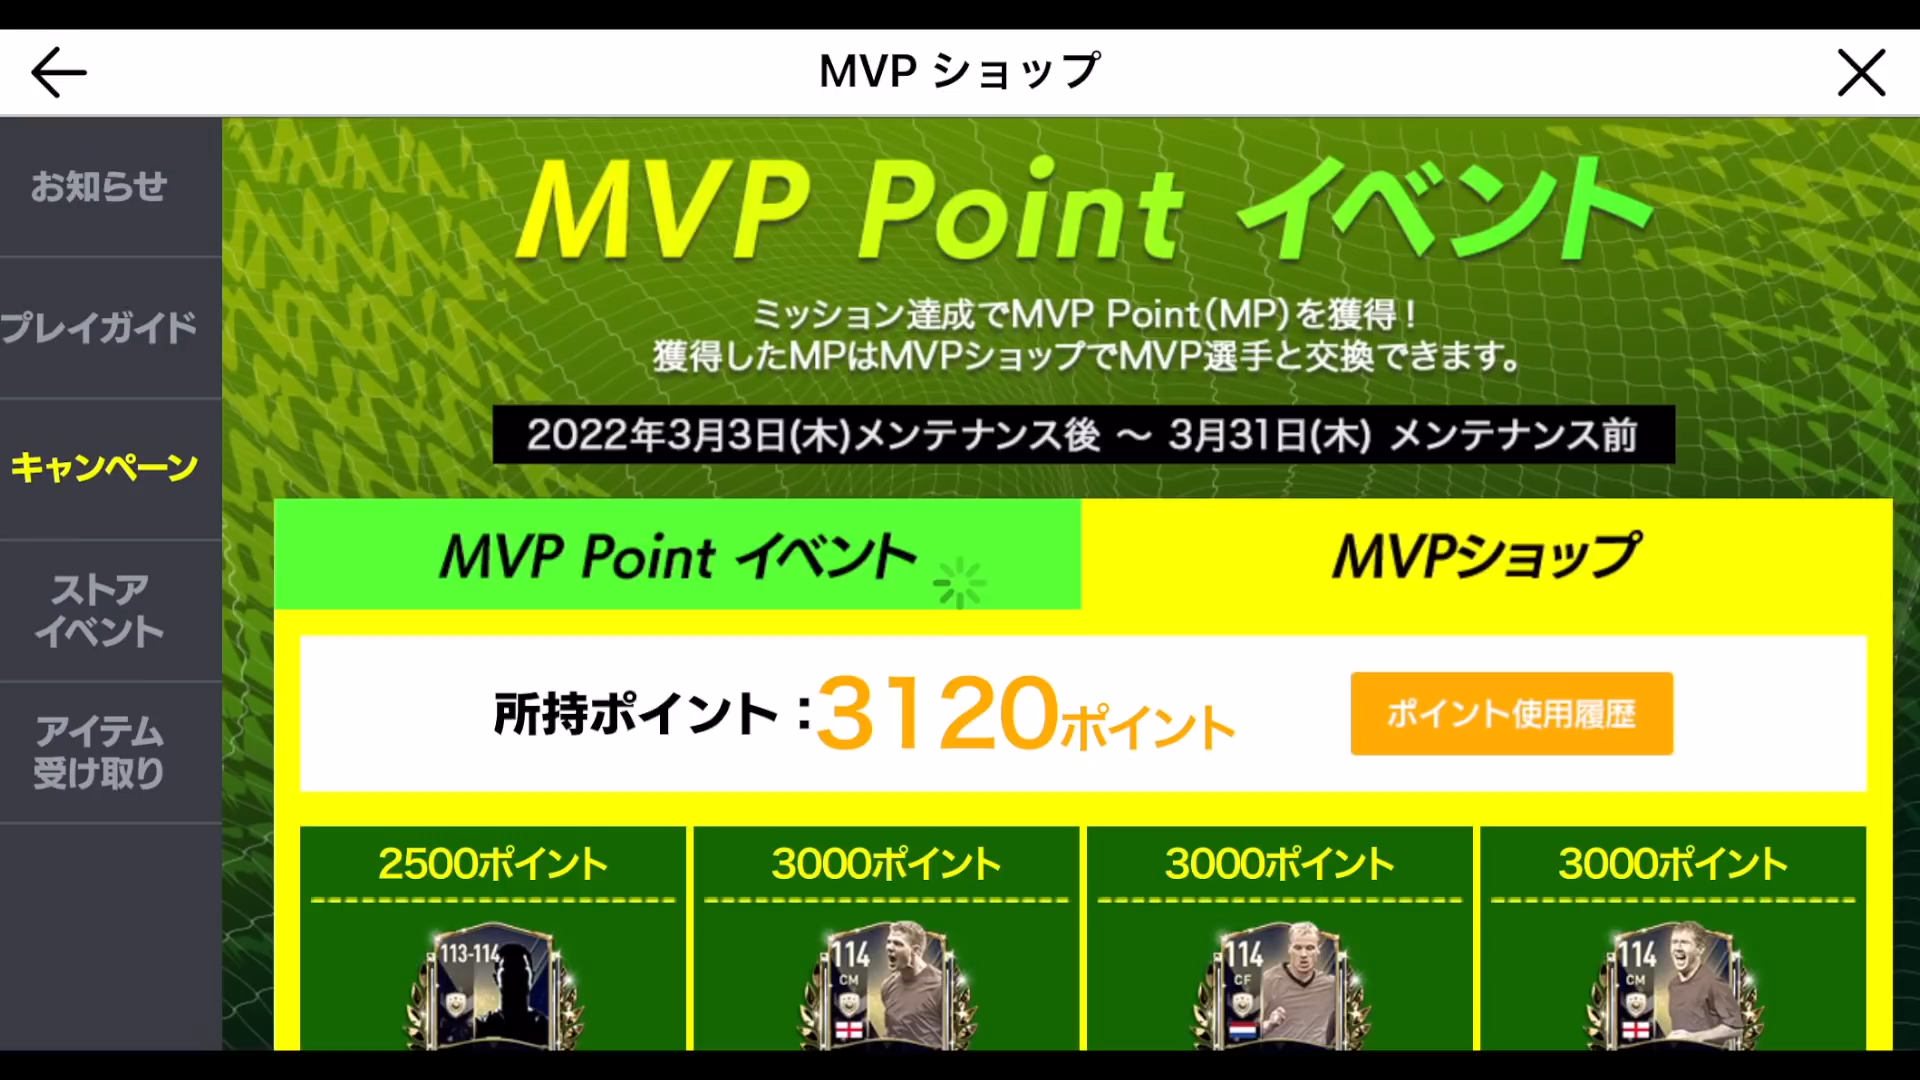 MVP ショップ
お知らせ
プレイガイド
キャンペーン
ストア
イベント
アイテム
受け取り
MVP Point イベント
ミッション達成でMVP Point(MP)を獲得!
獲得したMPはMVPショップでMVP選手と交換できます。
2022年3月3日(木)メンテナンス後 ～ 3月31日(木) メンテナンス前
MVP Point イベント
MVPショップ
所持ポイント:3120ポイント
ポイント使用履歴
2500ポイント
3000ポイント
3000ポイント
3000ポイント
113-114
114
CM
114
CF
114
CM